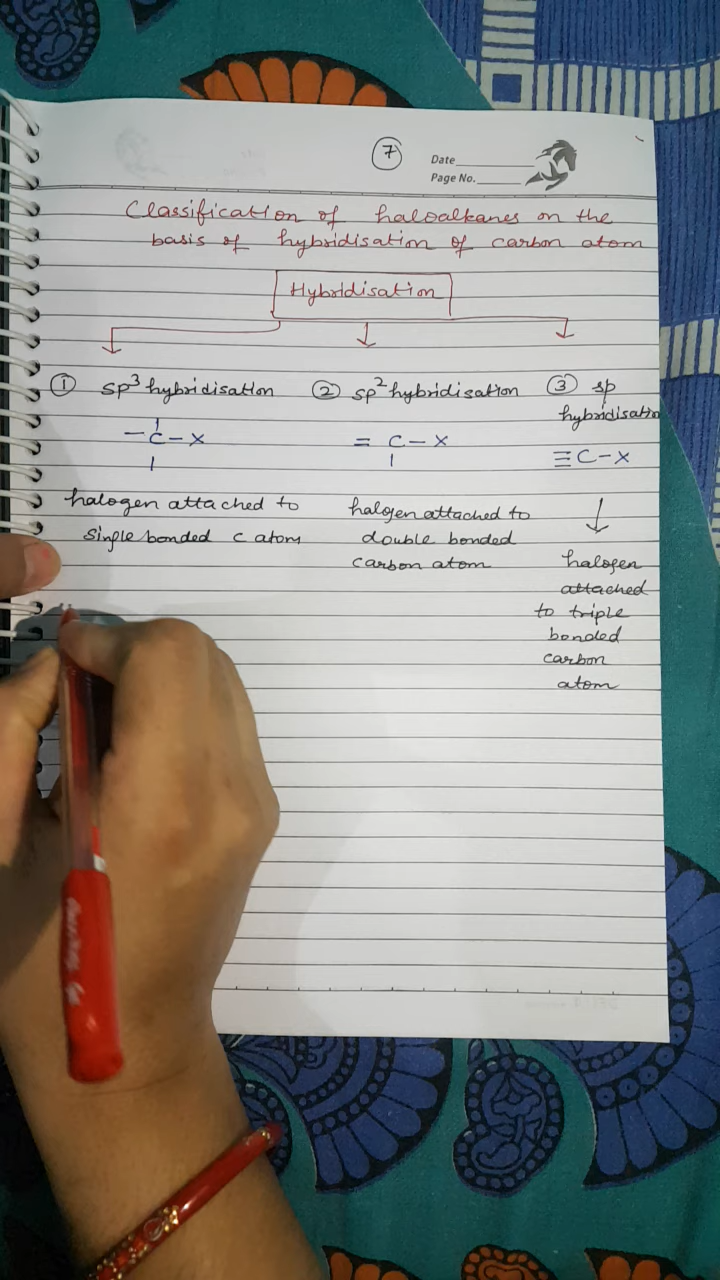 7
Date
Page No.
Classification of haloalkanes on the
basis of hybridisation of carbon atom
Hybridisation
① sp³ hybridisation
–C–X
halogen attached to
single bonded C atom
② sp² hybridisation
= C – X
halogen attached to
double bonded
carbon atom
③ sp
hybridisation
≡C–X
halogen
attached
to triple
bonded
carbon
atom